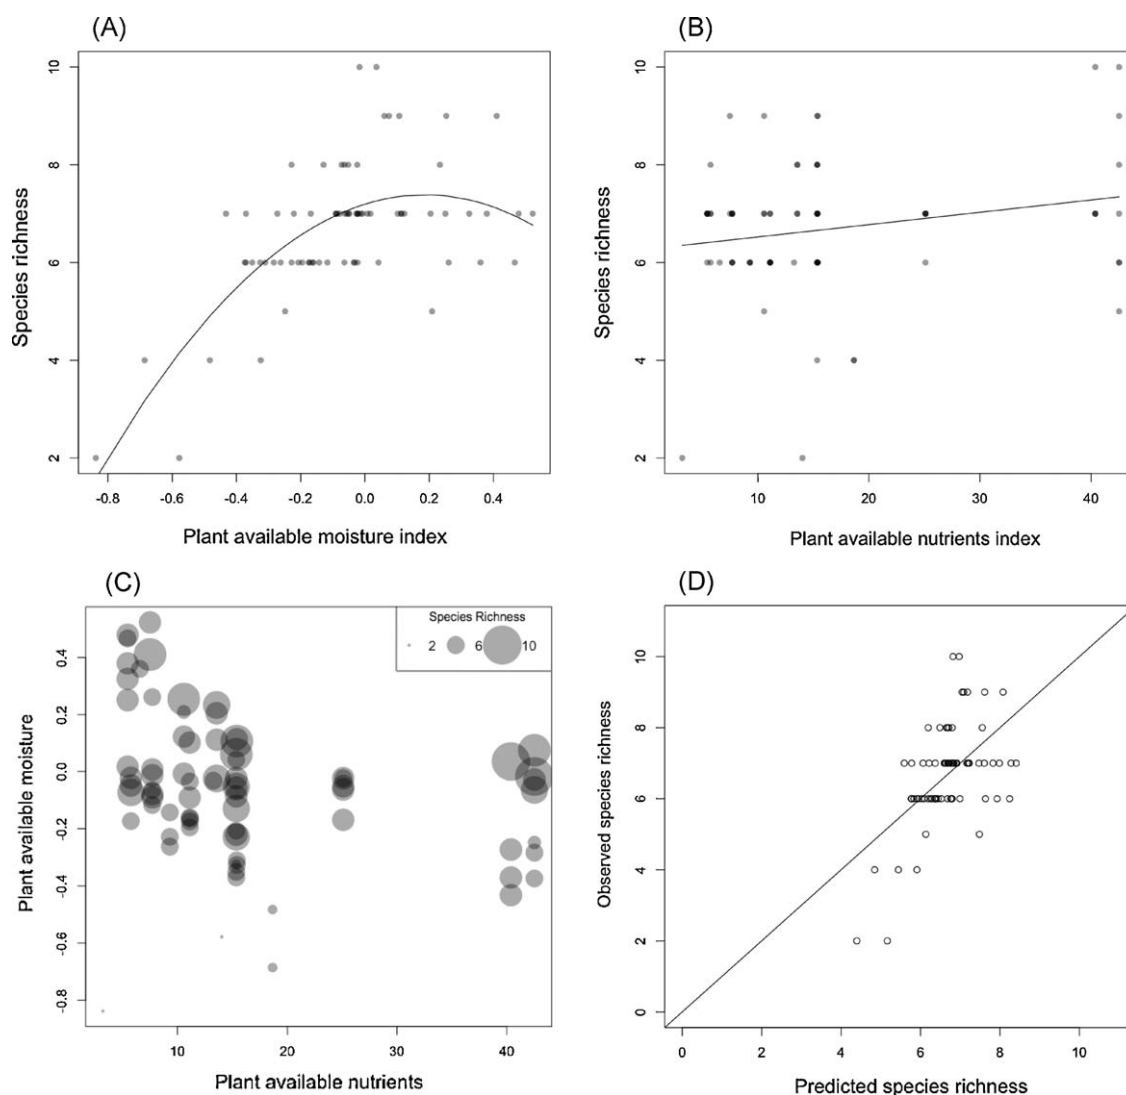 (A)
Species richness
10
8
6
4
2
-0.8 -0.6 -0.4 -0.2 0.0 0.2 0.4
Plant available moisture index
(B)
Species richness
10
8
6
4
2
10 20 30 40
Plant available nutrients index
(C)
Plant available moisture
0.4
0.2
0.0
-0.2
-0.4
-0.6
-0.8
Species Richness
2 6 10
10 20 30 40
Plant available nutrients
(D)
Observed species richness
10
8
6
4
2
0
0 2 4 6 8 10
Predicted species richness